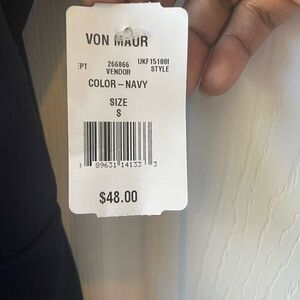 VON MAUR
EPT 266866 UKF15100I
VENDOR STYLE
COLOR-NAVY
SIZE
S
3 89631 14133 3
$48.00